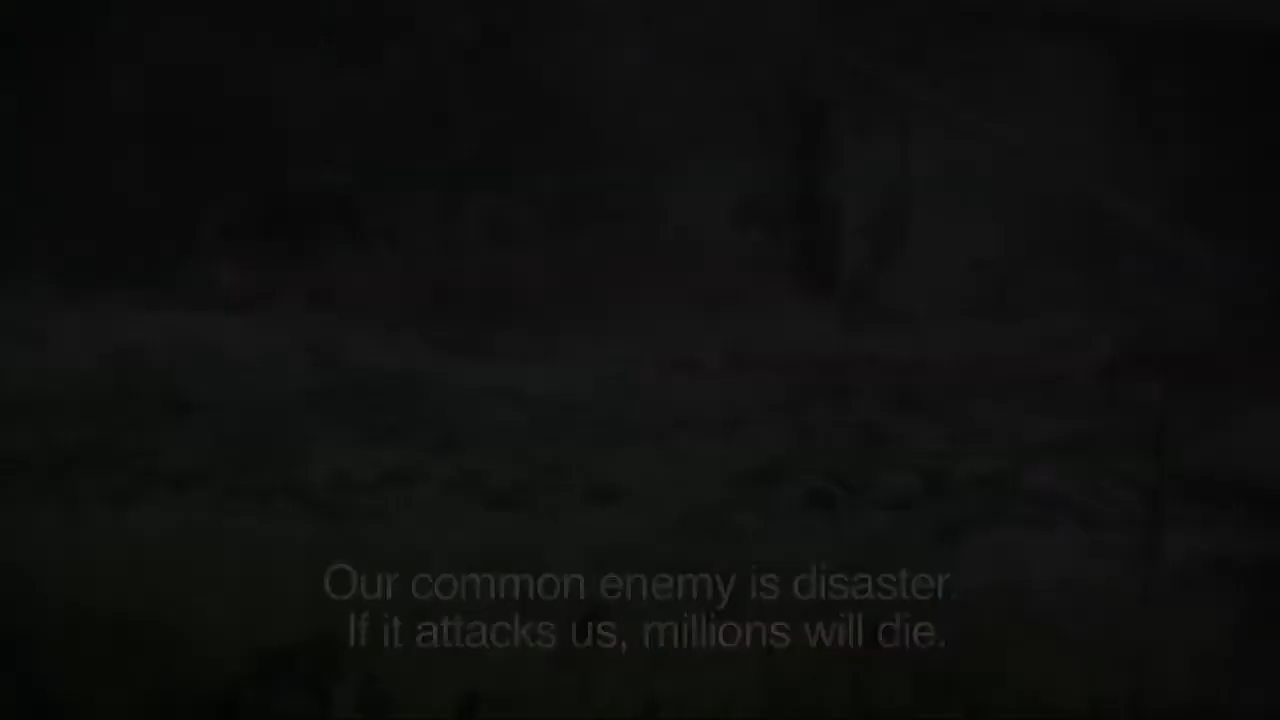 Our common enemy is disaster.
If it attacks us, millions will die.